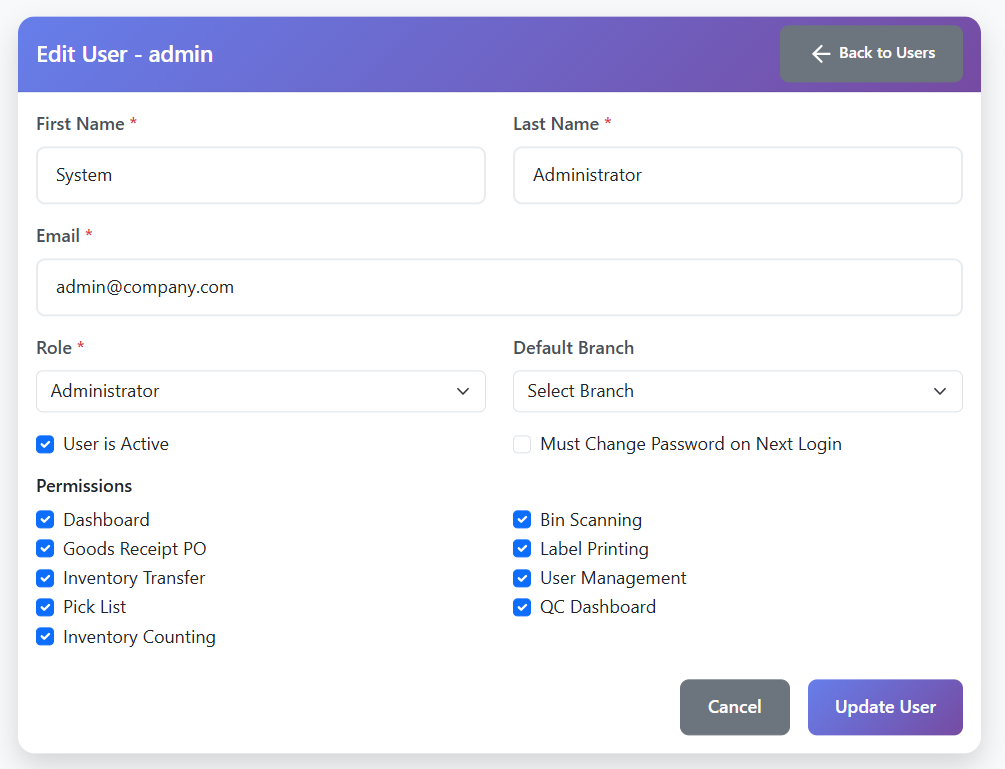 Edit User - admin
Back to Users
First Name *
Last Name *
System
Administrator
Email *
admin@company.com
Role *
Default Branch
Administrator
Select Branch
User is Active
Must Change Password on Next Login
Permissions
Dashboard
Bin Scanning
Goods Receipt PO
Label Printing
Inventory Transfer
User Management
Pick List
QC Dashboard
Inventory Counting
Cancel
Update User